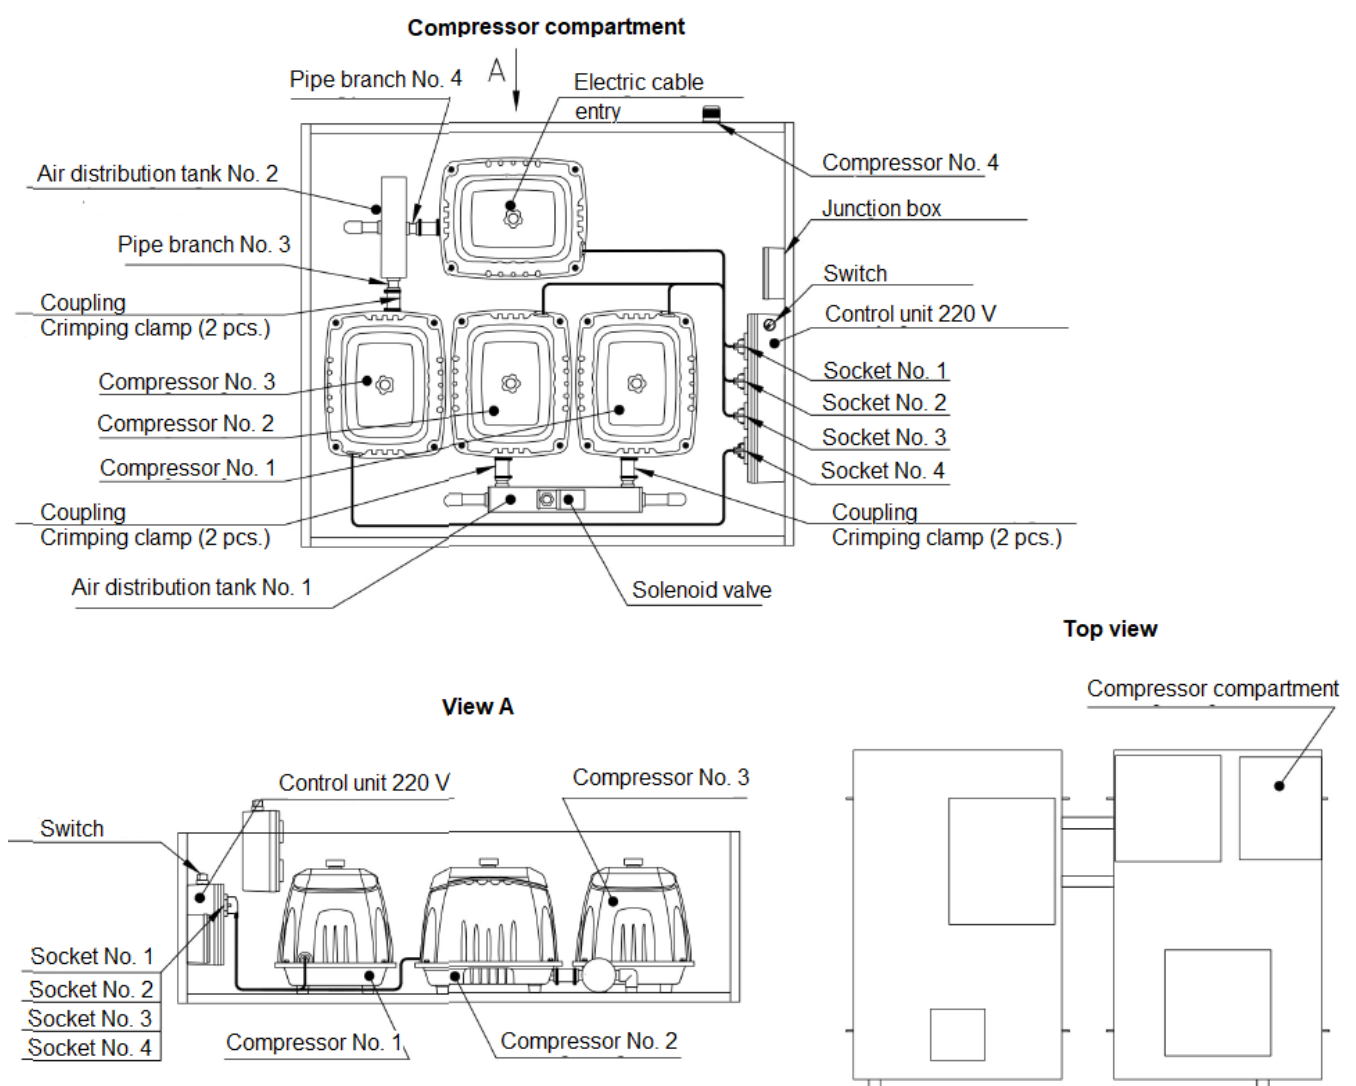 Compressor compartment
A
Pipe branch No. 4
Electric cable
entry
Air distribution tank No. 2
Compressor No. 4
Junction box
Pipe branch No. 3
Switch
Coupling
Crimping clamp (2 pcs.)
Control unit 220 V
Compressor No. 3
Socket No. 1
Compressor No. 2
Socket No. 2
Socket No. 3
Compressor No. 1
Socket No. 4
Coupling
Crimping clamp (2 pcs.)
Coupling
Crimping clamp (2 pcs.)
Air distribution tank No. 1
Solenoid valve
Top view
Compressor compartment
View A
Control unit 220 V
Compressor No. 3
Switch
Socket No. 1
Socket No. 2
Socket No. 3
Socket No. 4
Compressor No. 1
Compressor No. 2